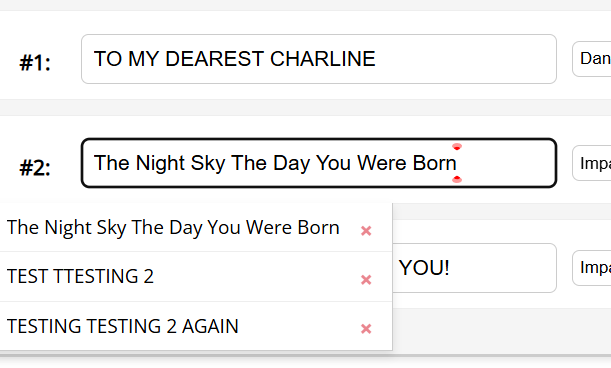 #1:
TO MY DEAREST CHARLINE
Dan
#2:
The Night Sky The Day You Were Born
Impa
The Night Sky The Day You Were Born
TEST TTESTING 2
YOU!
Impa
TESTING TESTING 2 AGAIN